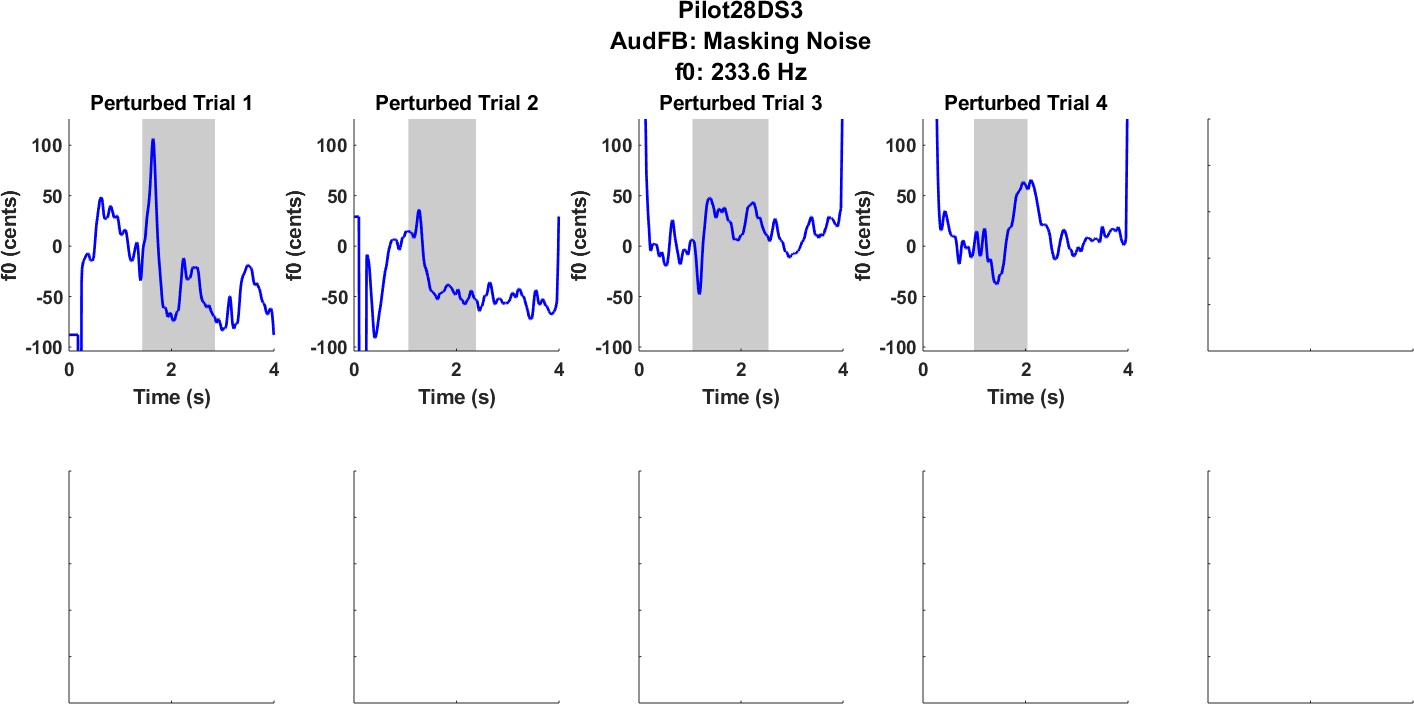 Pilot28DS3
AudFB: Masking Noise
f0: 233.6 Hz
Perturbed Trial 1
100
50
0
-50
-100
f0 (cents)
0
2
4
Time (s)
Perturbed Trial 2
100
50
0
-50
-100
f0 (cents)
0
2
4
Time (s)
Perturbed Trial 3
100
50
0
-50
-100
f0 (cents)
0
2
4
Time (s)
Perturbed Trial 4
100
50
0
-50
-100
f0 (cents)
0
2
4
Time (s)